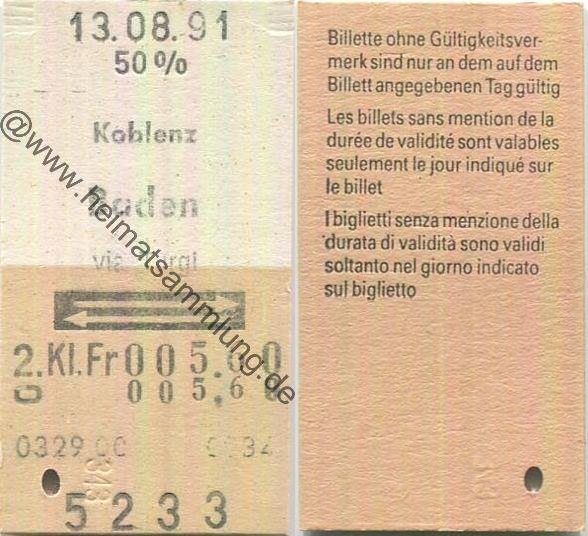 13.08.91
50%
Koblenz
Baden
via Turgi
2.Kl.Fr 005.60
005.60
0329
343
5233
@www.heimatsammlung.de
Billette ohne Gültigkeitsver-
merk sind nur an dem auf dem
Billett angegebenen Tag gültig
Les billets sans mention de la
durée de validité sont valables
seulement le jour indiqué sur
le billet
I biglietti senza menzione della
durata di validità sono validi
soltanto nel giorno indicato
sul biglietto